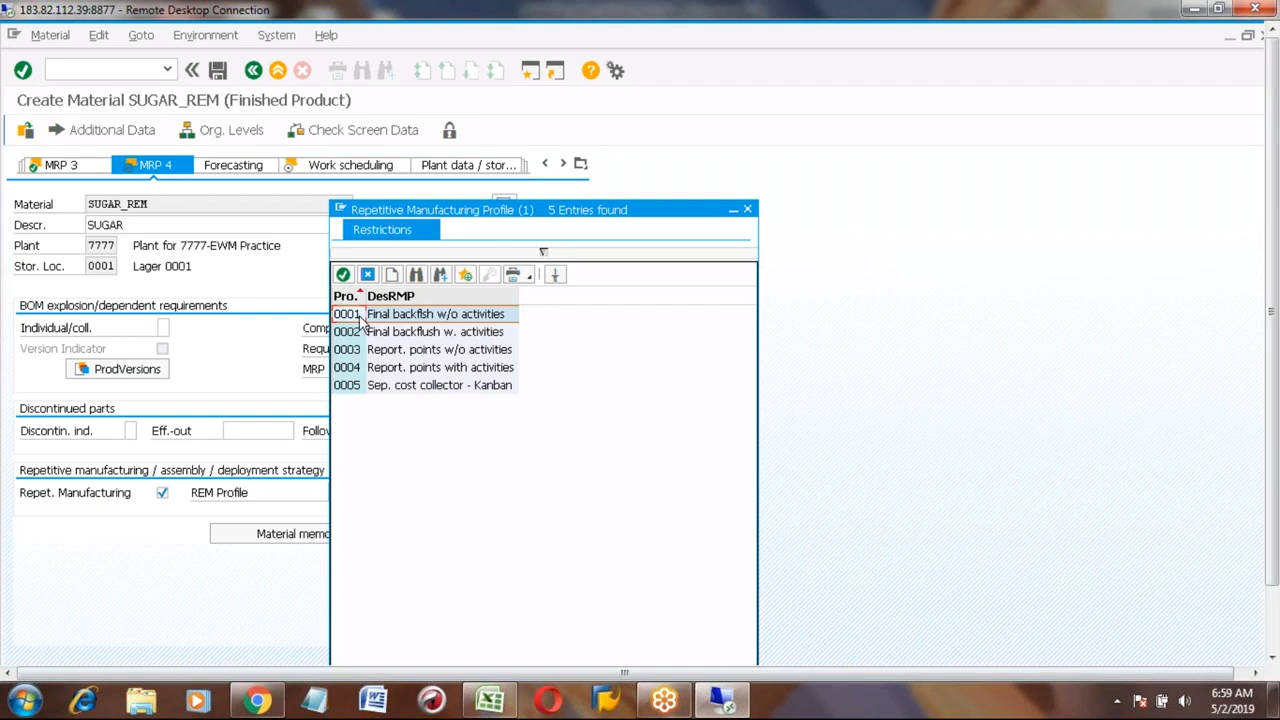 183.82.112.39:8877 - Remote Desktop Connection
Material Edit Goto Environment System Help
Create Material SUGAR_REM (Finished Product)
Additional Data Org. Levels Check Screen Data
MRP 3 MRP 4 Forecasting Work scheduling Plant data / stor...
Material SUGAR_REM
Descr. SUGAR
Plant 7777 Plant for 7777-EWM Practice
Stor. Loc. 0001 Lager 0001
BOM explosion/dependent requirements
Individual/coll. Comp
Version Indicator Requ
ProdVersions MRP
Discontinued parts
Discontin. ind. Eff.-out Follov
Repetitive manufacturing / assembly / deployment strategy
Repet. Manufacturing REM Profile
Material memo
Repetitive Manufacturing Profile (1) 5 Entries found
Restrictions
Pro. DesRMP
0001 Final backflsh w/o activities
0002 Final backflush w. activities
0003 Report. points w/o activities
0004 Report. points with activities
0005 Sep. cost collector - Kanban
6:59 AM
5/2/2019